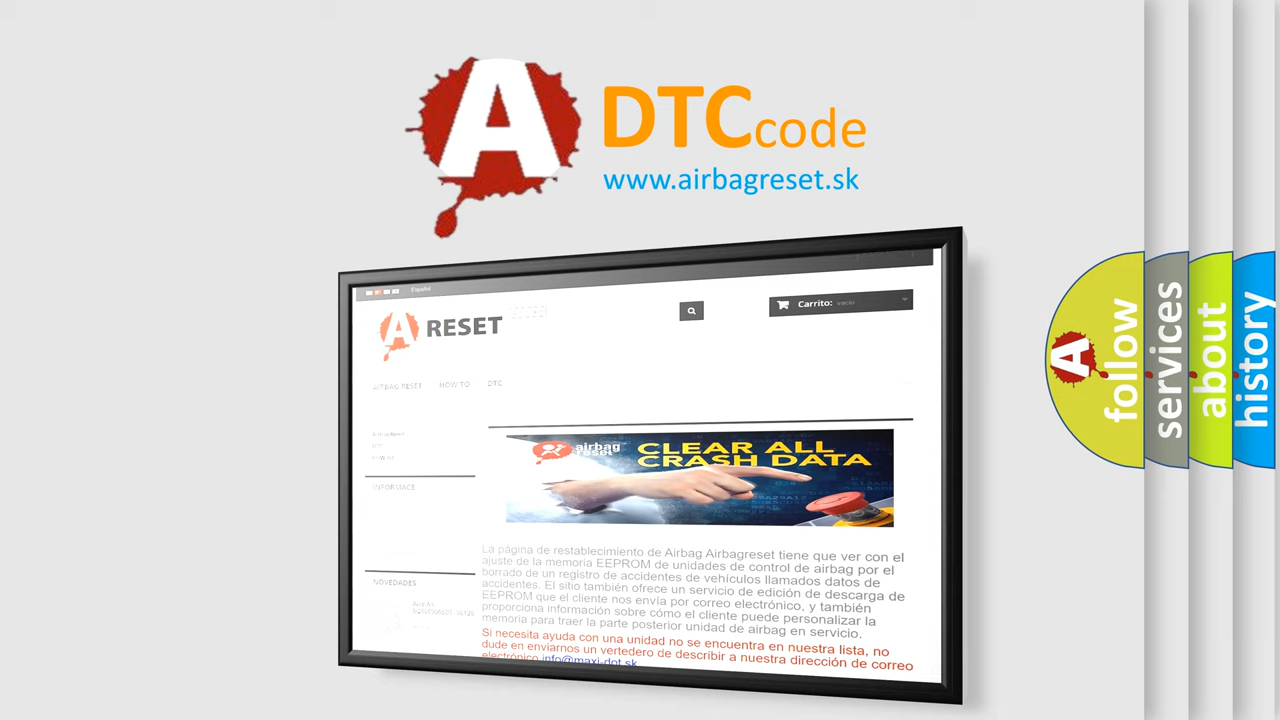 A
DTCcode
www.airbagreset.sk
Español
A RESET
Carrito: vacío
AIRBAG RESET HOW TO DTC
Airbag Reset
DTC
HOW TO
INFORMACE
NOVEDADES
airbag
reset
CLEAR ALL
CRASH DATA
La página de restablecimiento de Airbag Airbagreset tiene que ver con el
ajuste de la memoria EEPROM de unidades de control de airbag por el
borrado de un registro de accidentes de vehículos llamados datos de
accidentes. El sitio también ofrece un servicio de edición de descarga de
EEPROM que el cliente nos envía por correo electrónico, y también
proporciona información sobre cómo el cliente puede personalizar la
memoria para traer la parte posterior unidad de airbag en servicio.
Si necesita ayuda con una unidad no se encuentra en nuestra lista, no
dude en enviarnos un vertedero de describir a nuestra dirección de correo
electrónico info@maxi-dot.sk
A
follow
services
about
history